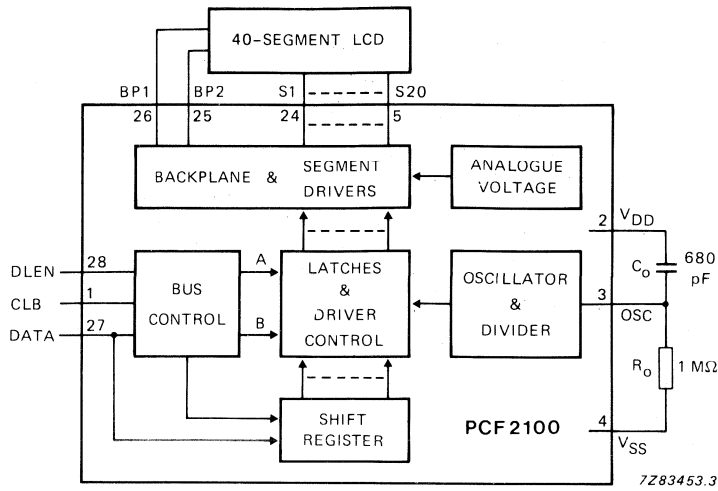 40-SEGMENT LCD
BP1 BP2 S1 S20
26 25 24 5
BACKPLANE & SEGMENT DRIVERS
ANALOGUE VOLTAGE
2 VDD
Co 680 pF
DLEN 28
CLB 1
DATA 27
BUS CONTROL
A
B
LATCHES & DRIVER CONTROL
OSCILLATOR & DIVIDER
3 OSC
Ro 1 MΩ
SHIFT REGISTER
PCF2100
4 VSS
7Z83453.3